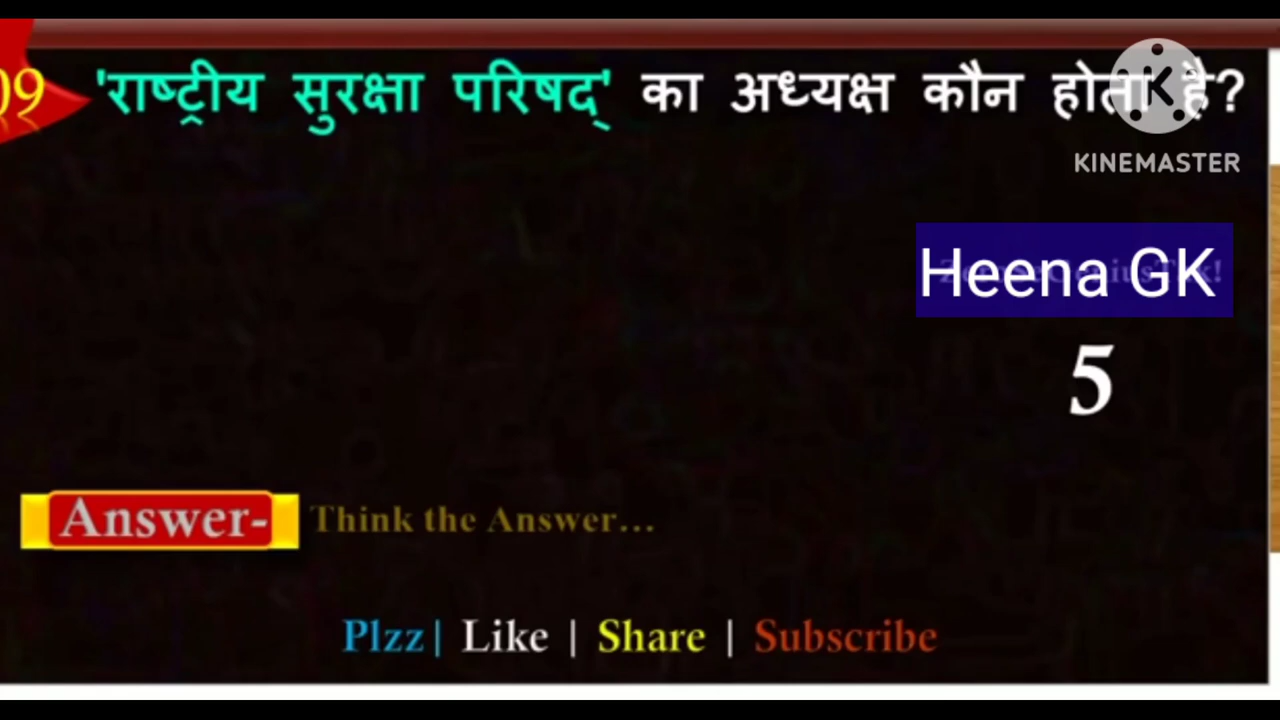 09 'राष्ट्रीय सुरक्षा परिषद्' का अध्यक्ष कौन होता है?
KINEMASTER
Heena GK
5
Answer- Think the Answer...
Plzz| Like | Share | Subscribe